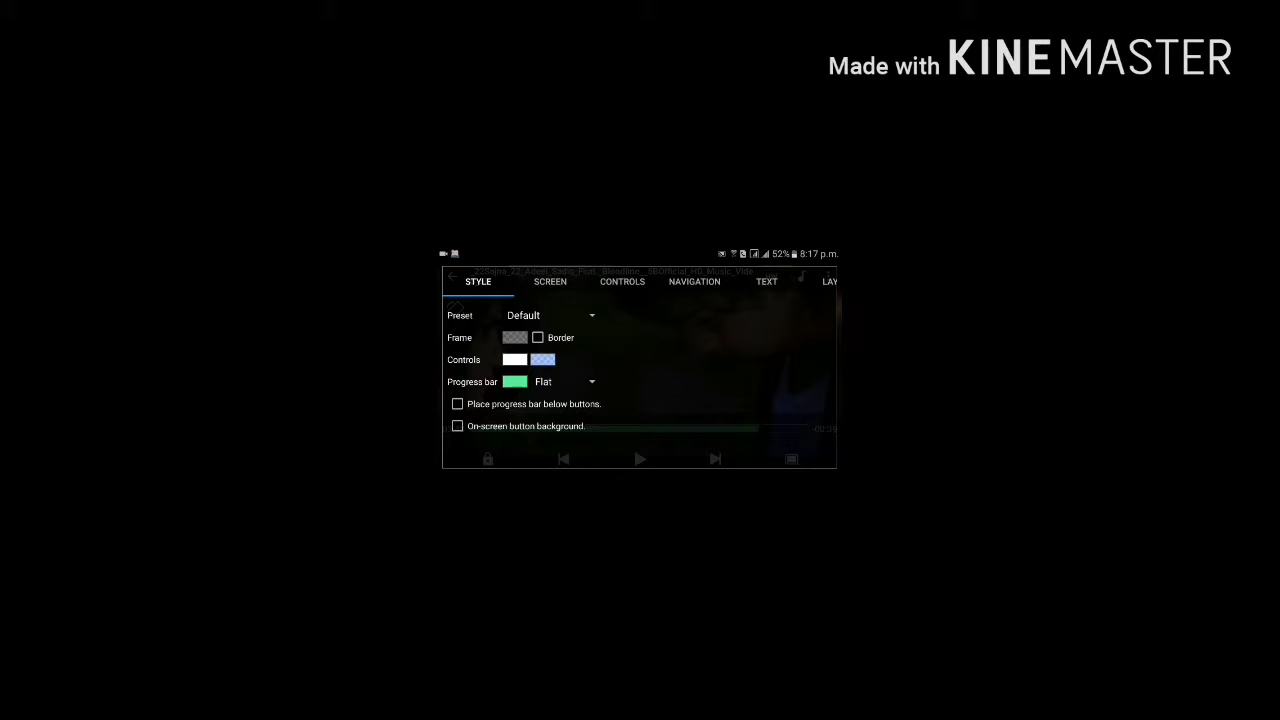 Made with KINEMASTER
52% 8:17 p.m.
STYLE SCREEN CONTROLS NAVIGATION TEXT LAY
Preset Default
Frame Border
Controls
Progress bar Flat
Place progress bar below buttons.
On-screen button background.